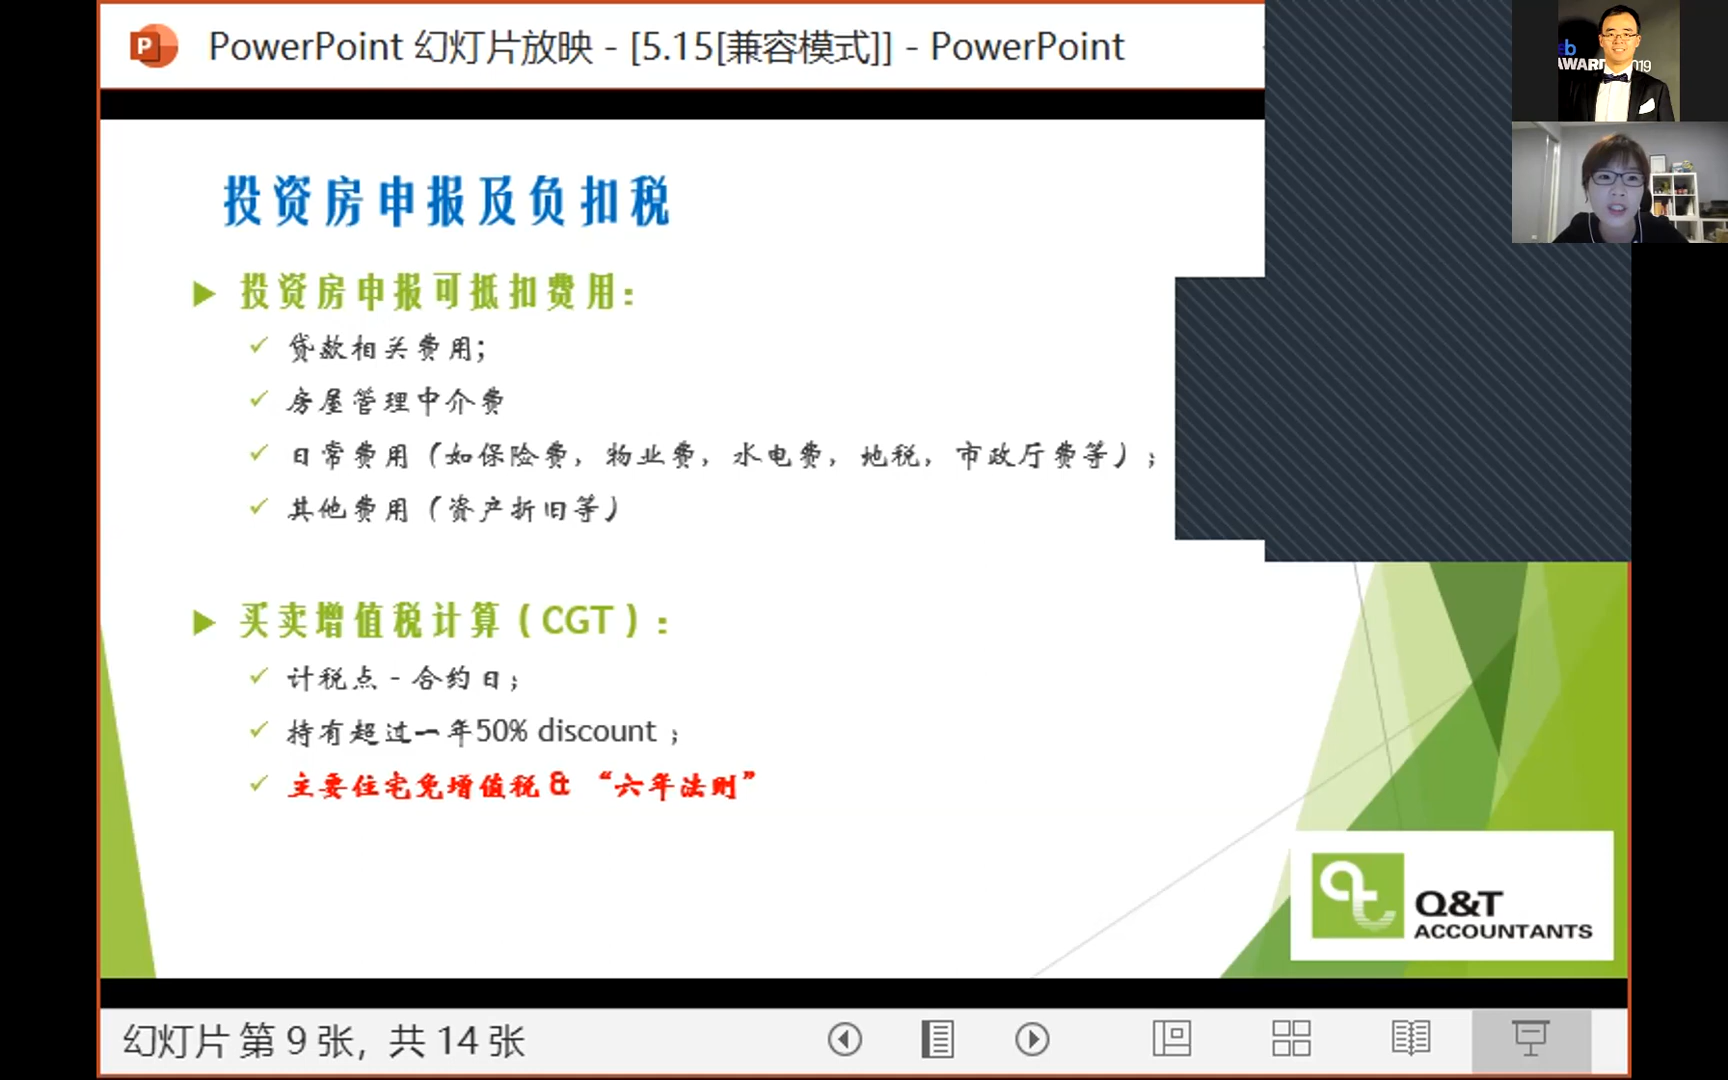 PowerPoint 幻灯片放映 - [5.15[兼容模式]] - PowerPoint
AWARD 2019
投资房申报及负扣税
投资房申报可抵扣费用：
贷款相关费用；
房屋管理中介费
日常费用（如保险费，物业费，水电费，地税，市政厅费等）；
其他费用（资产折旧等）
买卖增值税计算（CGT）：
计税点 - 合约日；
持有超过一年50% discount；
主要住宅免增值税 & “六年法则”
Q&T
ACCOUNTANTS
幻灯片 第 9 张，共 14 张